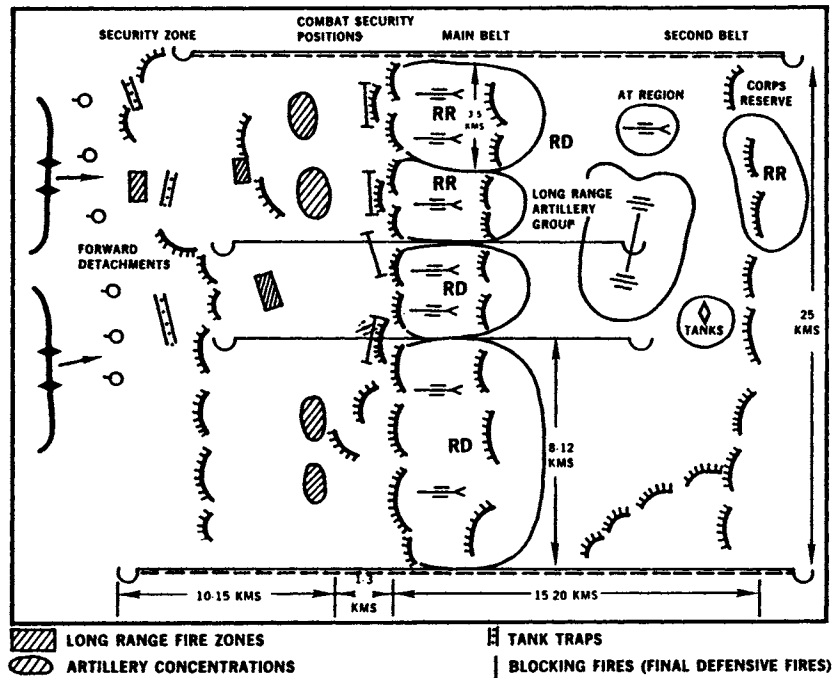 SECURITY ZONE
COMBAT SECURITY
POSITIONS
MAIN BELT
SECOND BELT
RR
3.5
KMS
RD
AT REGION
CORPS
RESERVE
RR
RR
LONG RANGE
ARTILLERY
GROUP
FORWARD
DETACHMENTS
RD
TANKS
25
KMS
RD
8-12
KMS
10-15 KMS
1-3
KMS
15-20 KMS
LONG RANGE FIRE ZONES
TANK TRAPS
ARTILLERY CONCENTRATIONS
BLOCKING FIRES (FINAL DEFENSIVE FIRES)